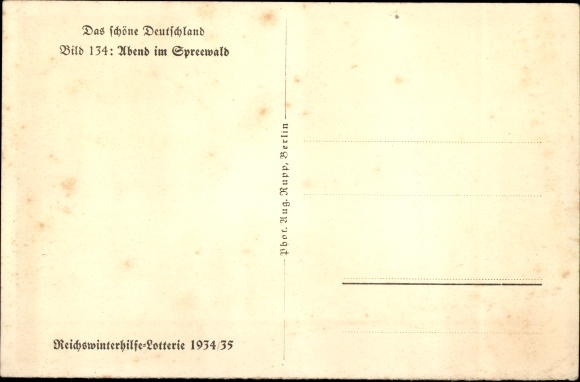 Das schöne Deutschland
Bild 134: Abend im Spreewald
Phot. Aug. Rupp, Berlin
Reichswinterhilfe-Lotterie 1934/35